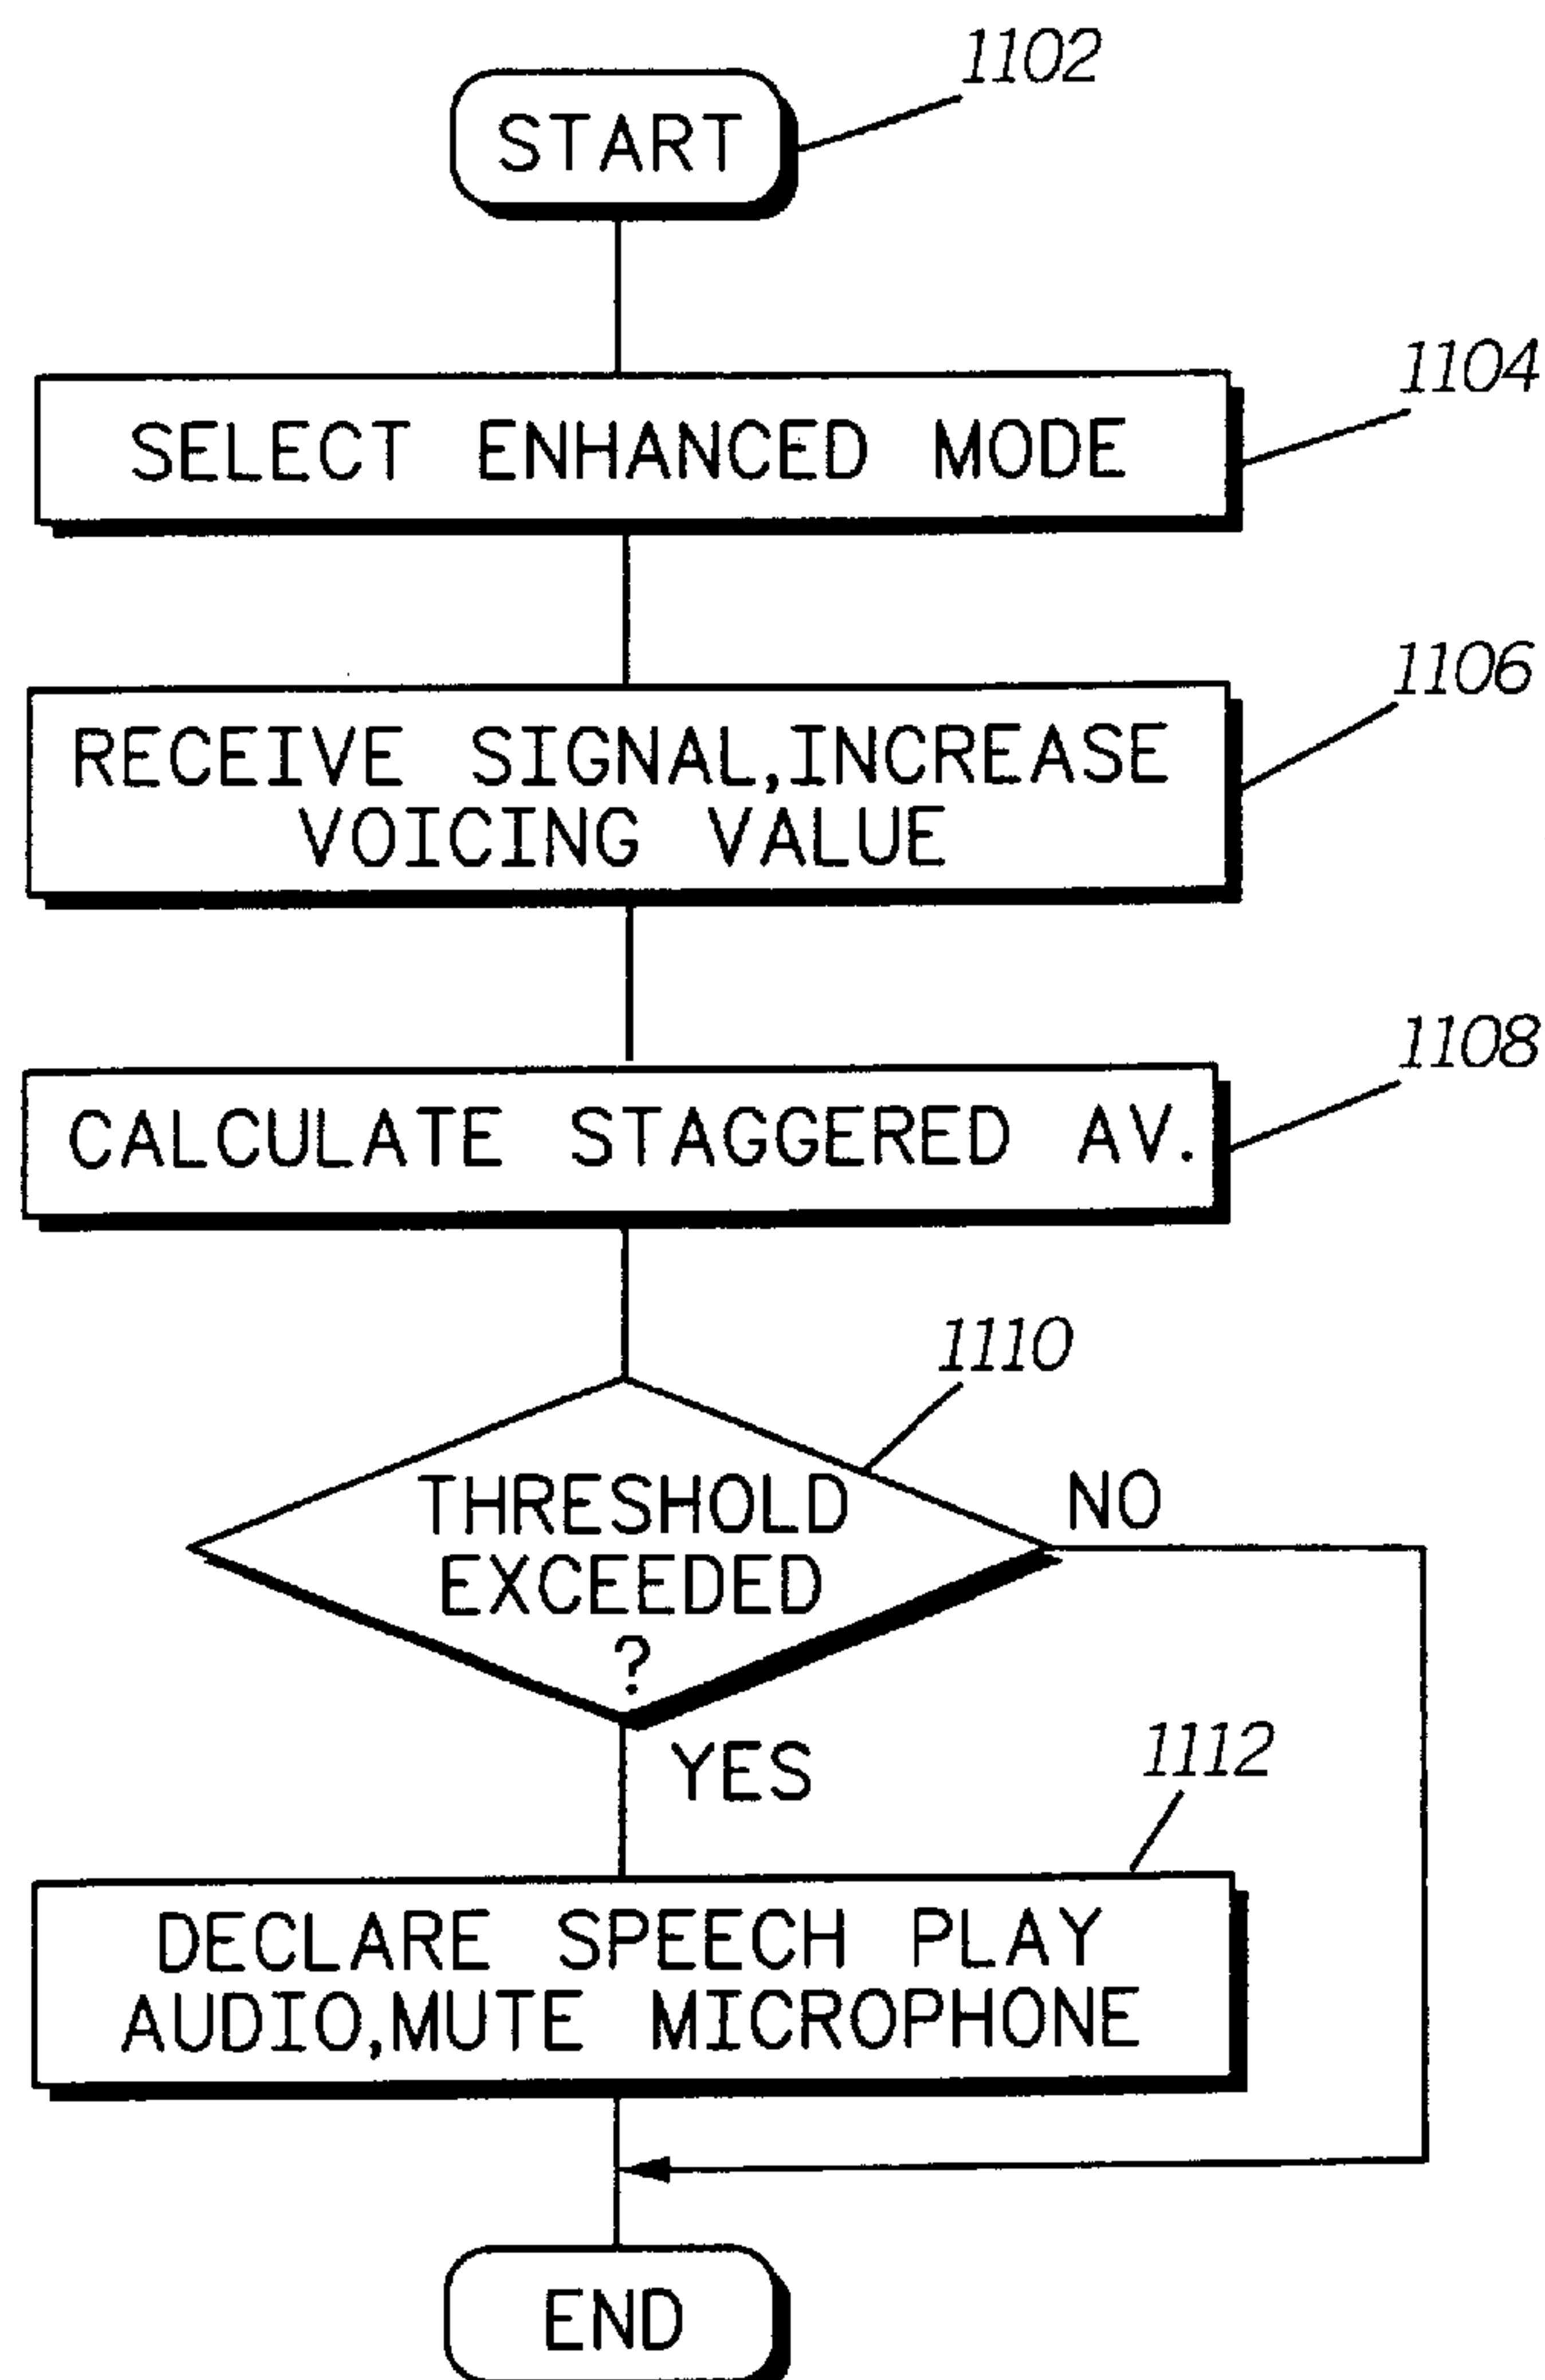 1102
START
1104
SELECT ENHANCED MODE
1106
RECEIVE SIGNAL,INCREASE
VOICING VALUE
1108
CALCULATE STAGGERED AV.
1110
THRESHOLD
EXCEEDED
?
NO
YES
1112
DECLARE SPEECH PLAY
AUDIO,MUTE MICROPHONE
END